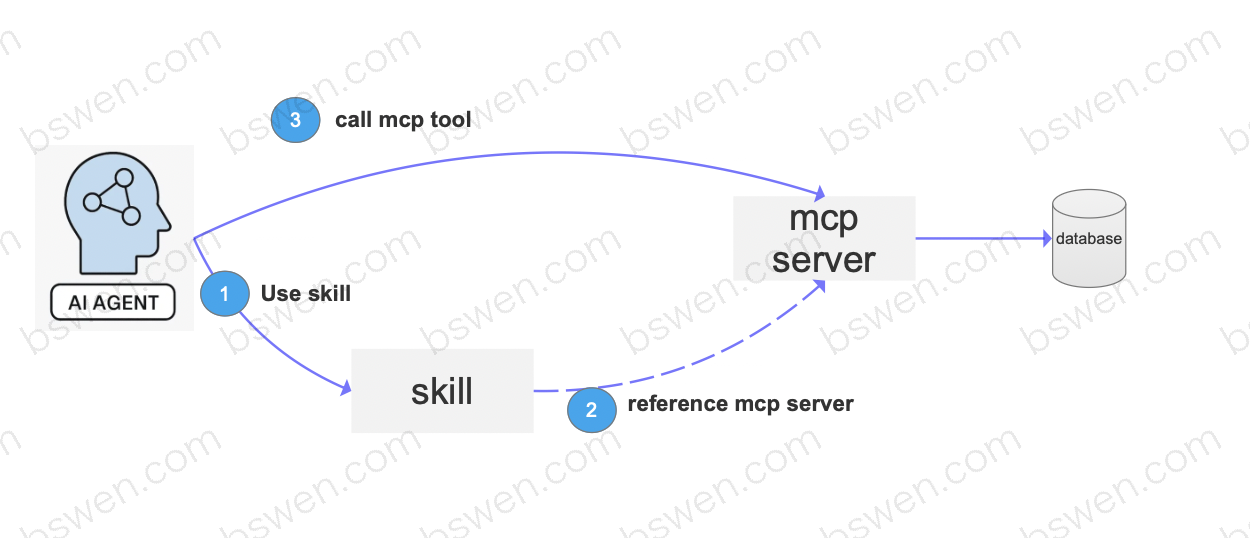 3 call mcp tool
mcp
server
database
AI AGENT
1 Use skill
skill
2 reference mcp server
bswen.com